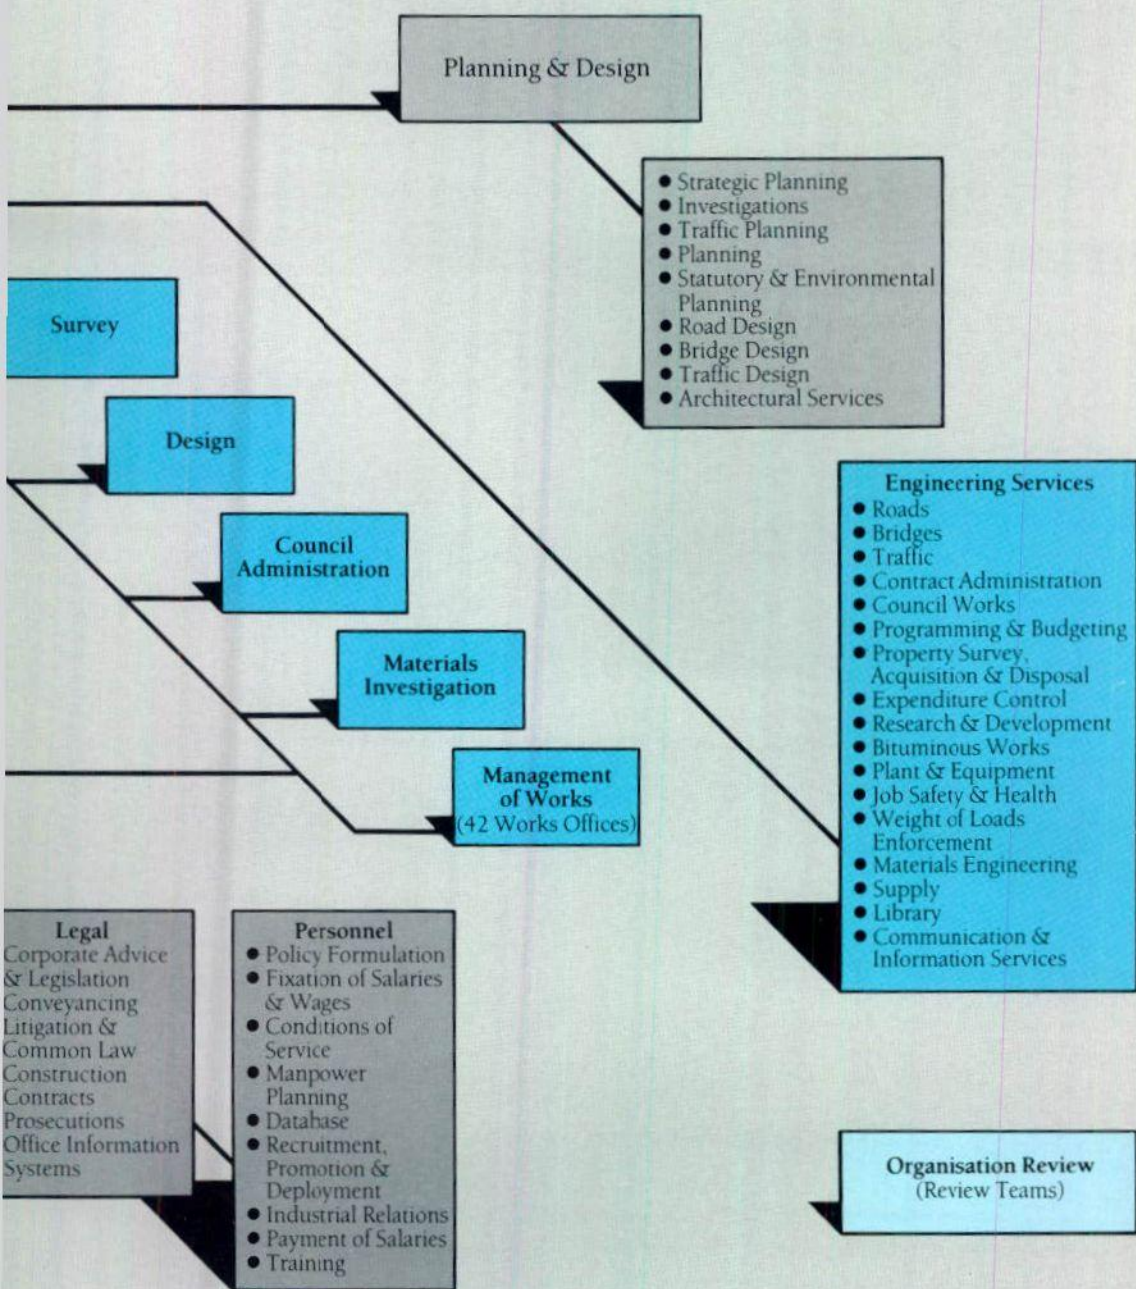 Planning & Design
● Strategic Planning
● Investigations
● Traffic Planning
● Planning
● Statutory & Environmental
Planning
● Road Design
● Bridge Design
● Traffic Design
● Architectural Services
Survey
Design
Council
Administration
Materials
Investigation
Management
of Works
(42 Works Offices)
Engineering Services
● Roads
● Bridges
● Traffic
● Contract Administration
● Council Works
● Programming & Budgeting
● Property Survey,
Acquisition & Disposal
● Expenditure Control
● Research & Development
● Bituminous Works
● Plant & Equipment
● Job Safety & Health
● Weight of Loads
Enforcement
● Materials Engineering
● Supply
● Library
● Communication &
Information Services
Legal
Corporate Advice
& Legislation
Conveyancing
Litigation &
Common Law
Construction
Contracts
Prosecutions
Office Information
Systems
Personnel
● Policy Formulation
● Fixation of Salaries
& Wages
● Conditions of
Service
● Manpower
Planning
● Database
● Recruitment,
Promotion &
Deployment
● Industrial Relations
● Payment of Salaries
● Training
Organisation Review
(Review Teams)